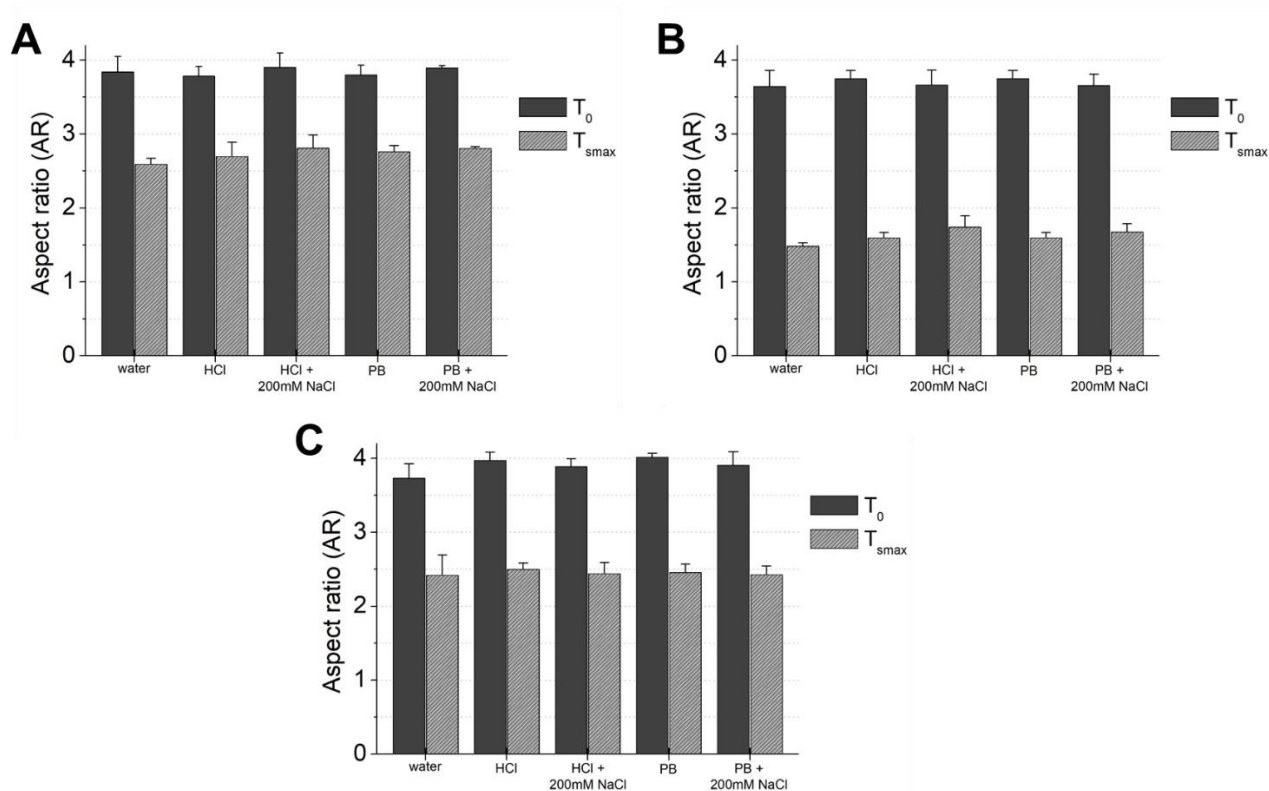 A
Aspect ratio (AR)
4
3
2
1
0
T0
Tsmax
water
HCl
HCl +
200mM NaCl
PB
PB +
200mM NaCl
B
Aspect ratio (AR)
4
3
2
1
0
T0
Tsmax
water
HCl
HCl +
200mM NaCl
PB
PB +
200mM NaCl
C
Aspect ratio (AR)
4
3
2
1
0
T0
Tsmax
water
HCl
HCl +
200mM NaCl
PB
PB +
200mM NaCl